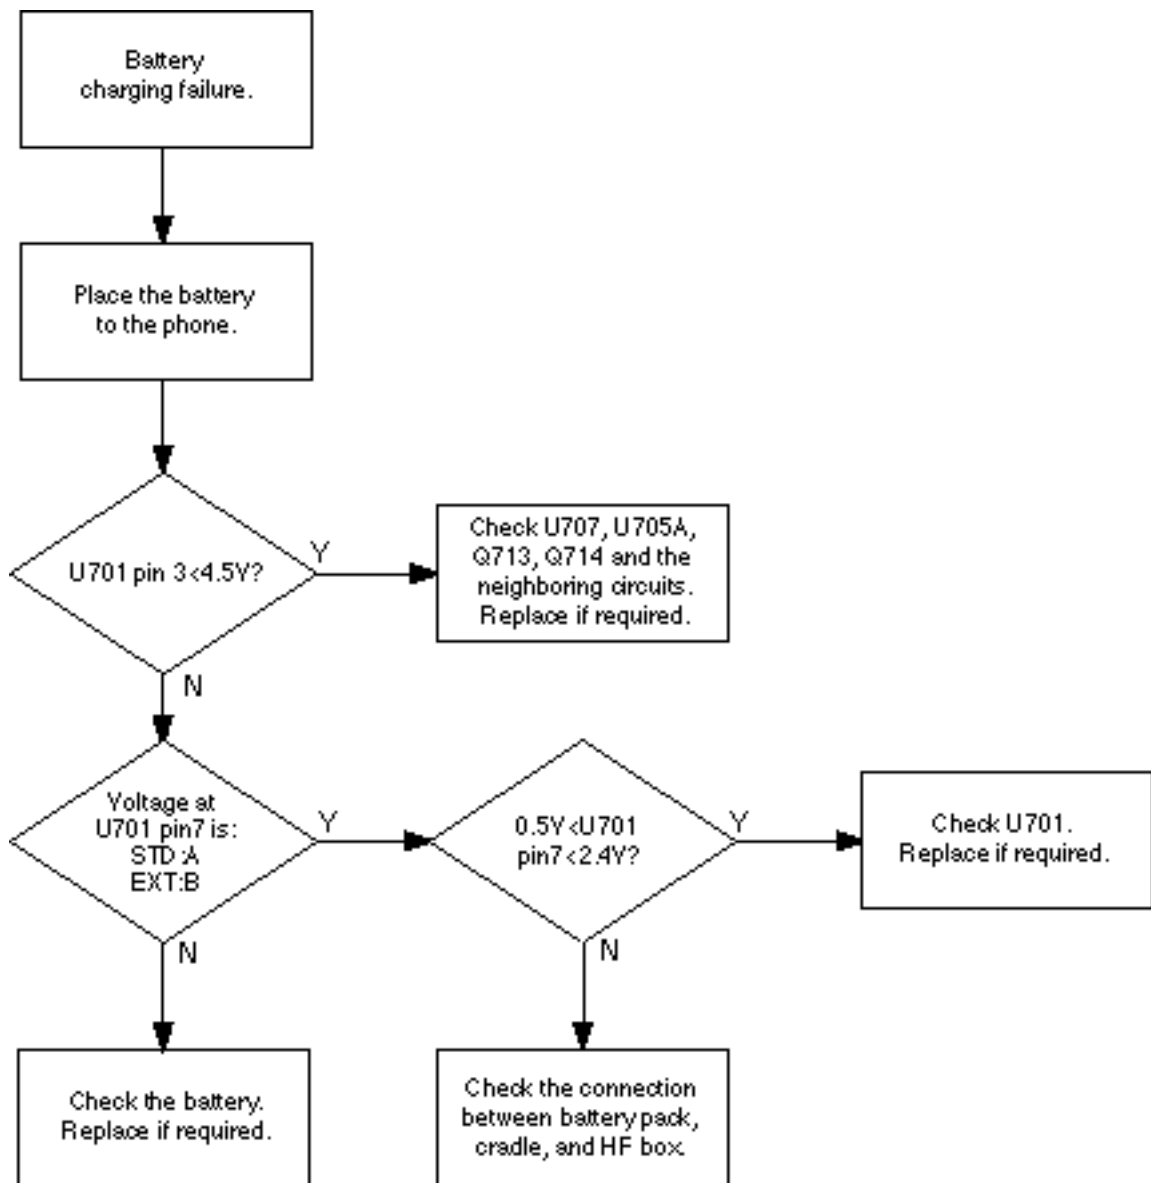 Battery
charging failure.
Place the battery
to the phone.
U701 pin 3<4.5V?
Y
Check U707, U705A,
Q713, Q714 and the
neighboring circuits.
Replace if required.
N
Voltage at
U701 pin7 is:
STD:A
EXT:B
Y
0.5V<U701
pin7<2.4V?
Y
Check U701.
Replace if required.
N
N
Check the battery.
Replace if required.
Check the connection
between battery pack,
cradle, and HF box.